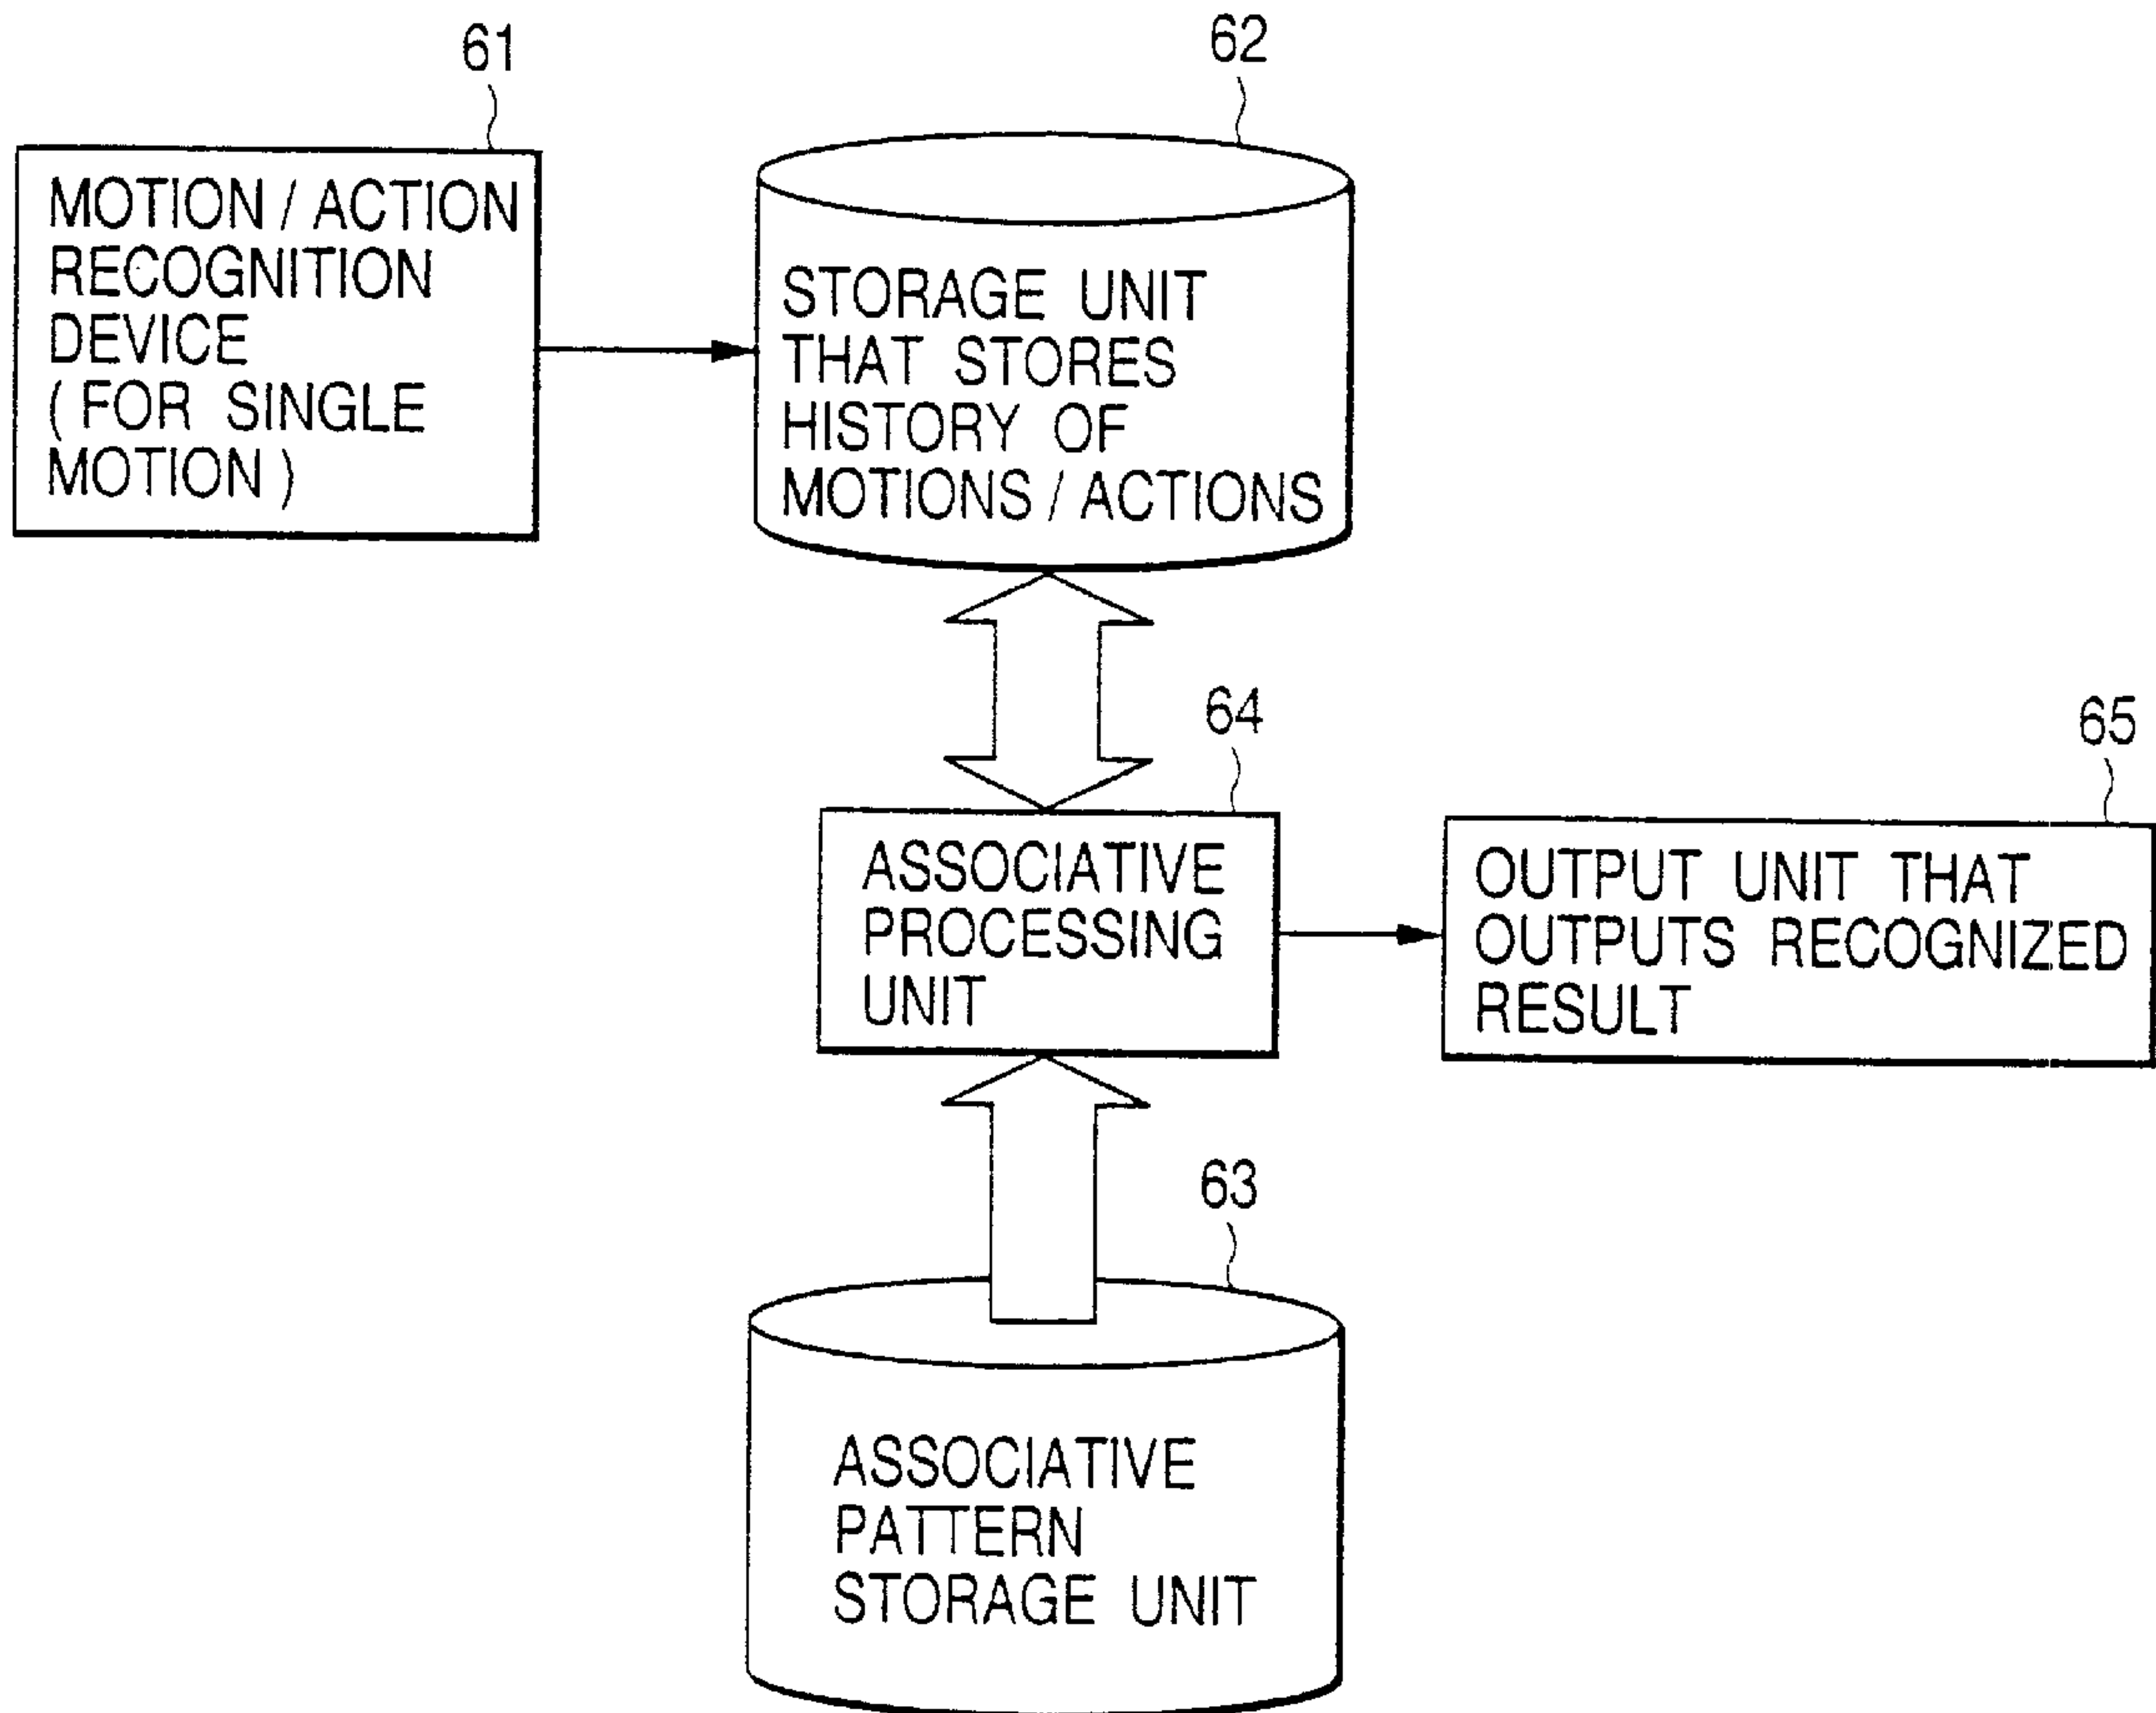 61
MOTION / ACTION
RECOGNITION
DEVICE
( FOR SINGLE
MOTION )
62
STORAGE UNIT
THAT STORES
HISTORY OF
MOTIONS / ACTIONS
64
ASSOCIATIVE
PROCESSING
UNIT
65
OUTPUT UNIT THAT
OUTPUTS RECOGNIZED
RESULT
63
ASSOCIATIVE
PATTERN
STORAGE UNIT